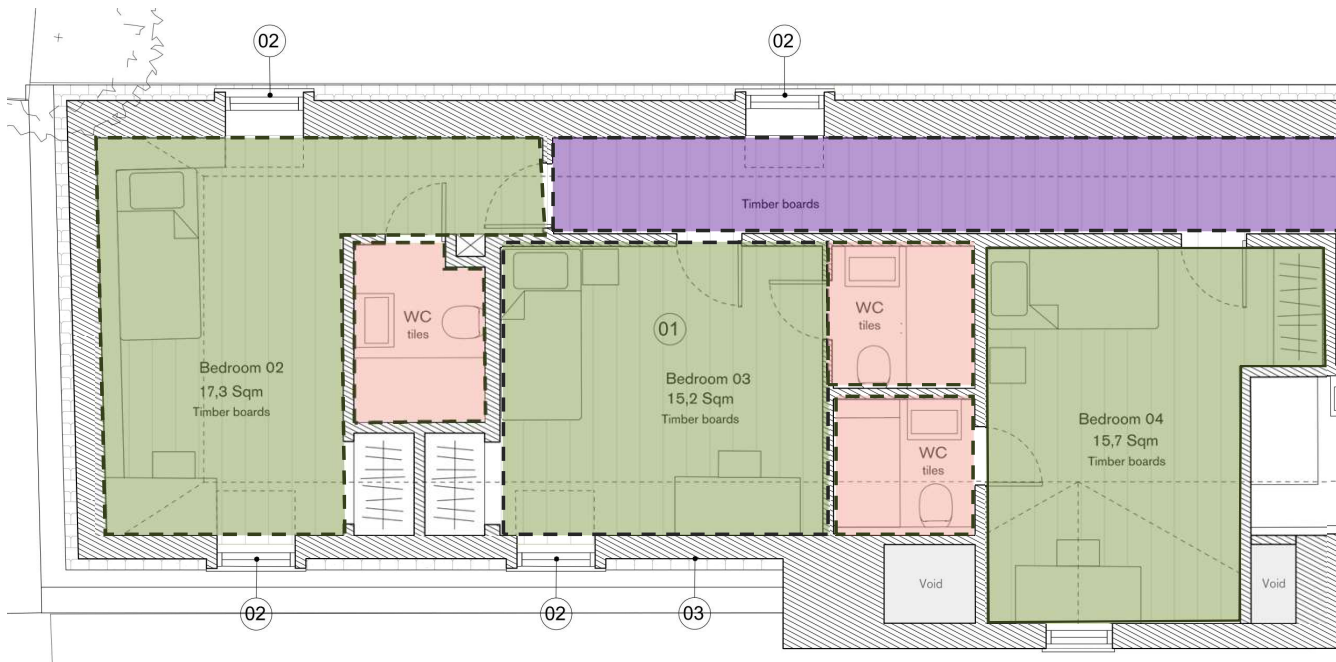 02
02
Timber boards
WC
tiles
01
WC
tiles
Bedroom 02
17,3 Sqm
Timber boards
Bedroom 03
15,2 Sqm
Timber boards
Bedroom 04
15,7 Sqm
Timber boards
WC
tiles
Void
Void
02
02
03